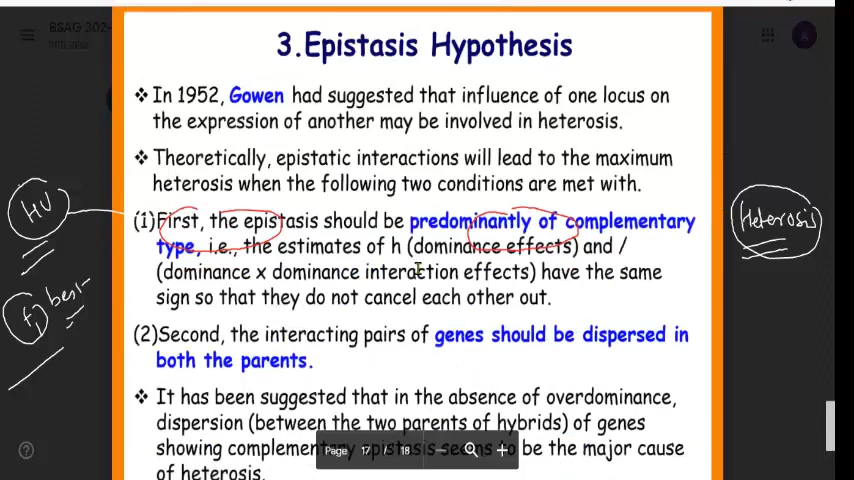 BSAG 302-
3.Epistasis Hypothesis
❖ In 1952, Gowen had suggested that influence of one locus on
the expression of another may be involved in heterosis.
❖ Theoretically, epistatic interactions will lead to the maximum
heterosis when the following two conditions are met with.
(1)First, the epistasis should be predominantly of complementary
type, i.e., the estimates of h (dominance effects) and /
(dominance x dominance interaction effects) have the same
sign so that they do not cancel each other out.
(2)Second, the interacting pairs of genes should be dispersed in
both the parents.
❖ It has been suggested that in the absence of overdominance,
dispersion (between the two parents of hybrids) of genes
showing complementary epistasis seems to be the major cause
of heterosis.
HV
F1 best
Heterosis
Page 17 / 18